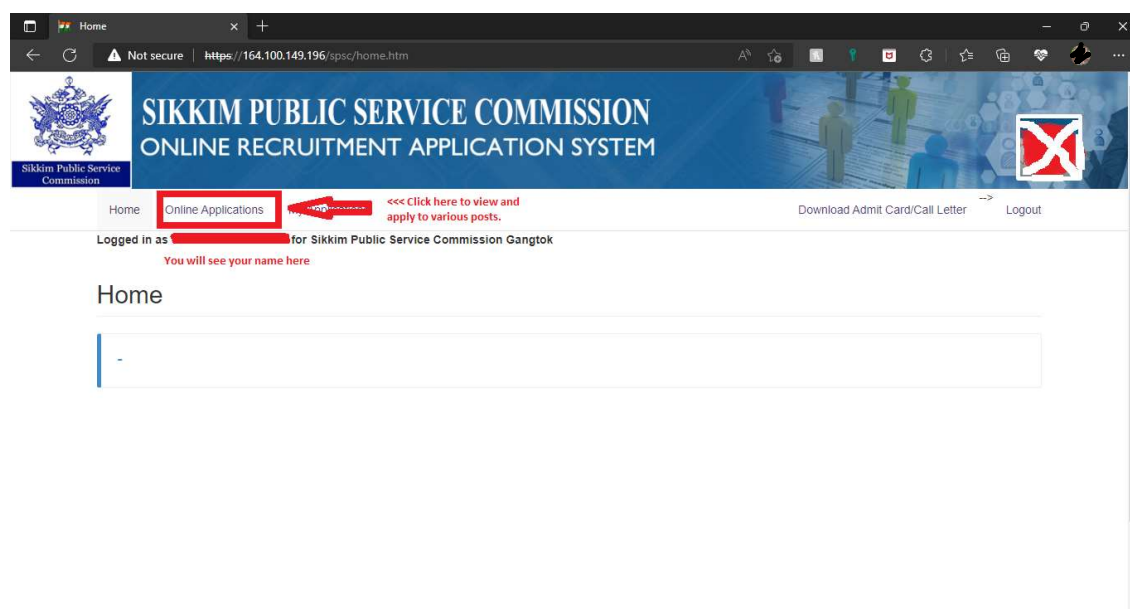 Home
Not secure https://164.100.149.196/spsc/home.htm
SIKKIM PUBLIC SERVICE COMMISSION
ONLINE RECRUITMENT APPLICATION SYSTEM
Sikkim Public Service
Commission
Home Online Applications <<< Click here to view and Download Admit Card/Call Letter --> Logout
apply to various posts.
Logged in as for Sikkim Public Service Commission Gangtok
You will see your name here
Home
-